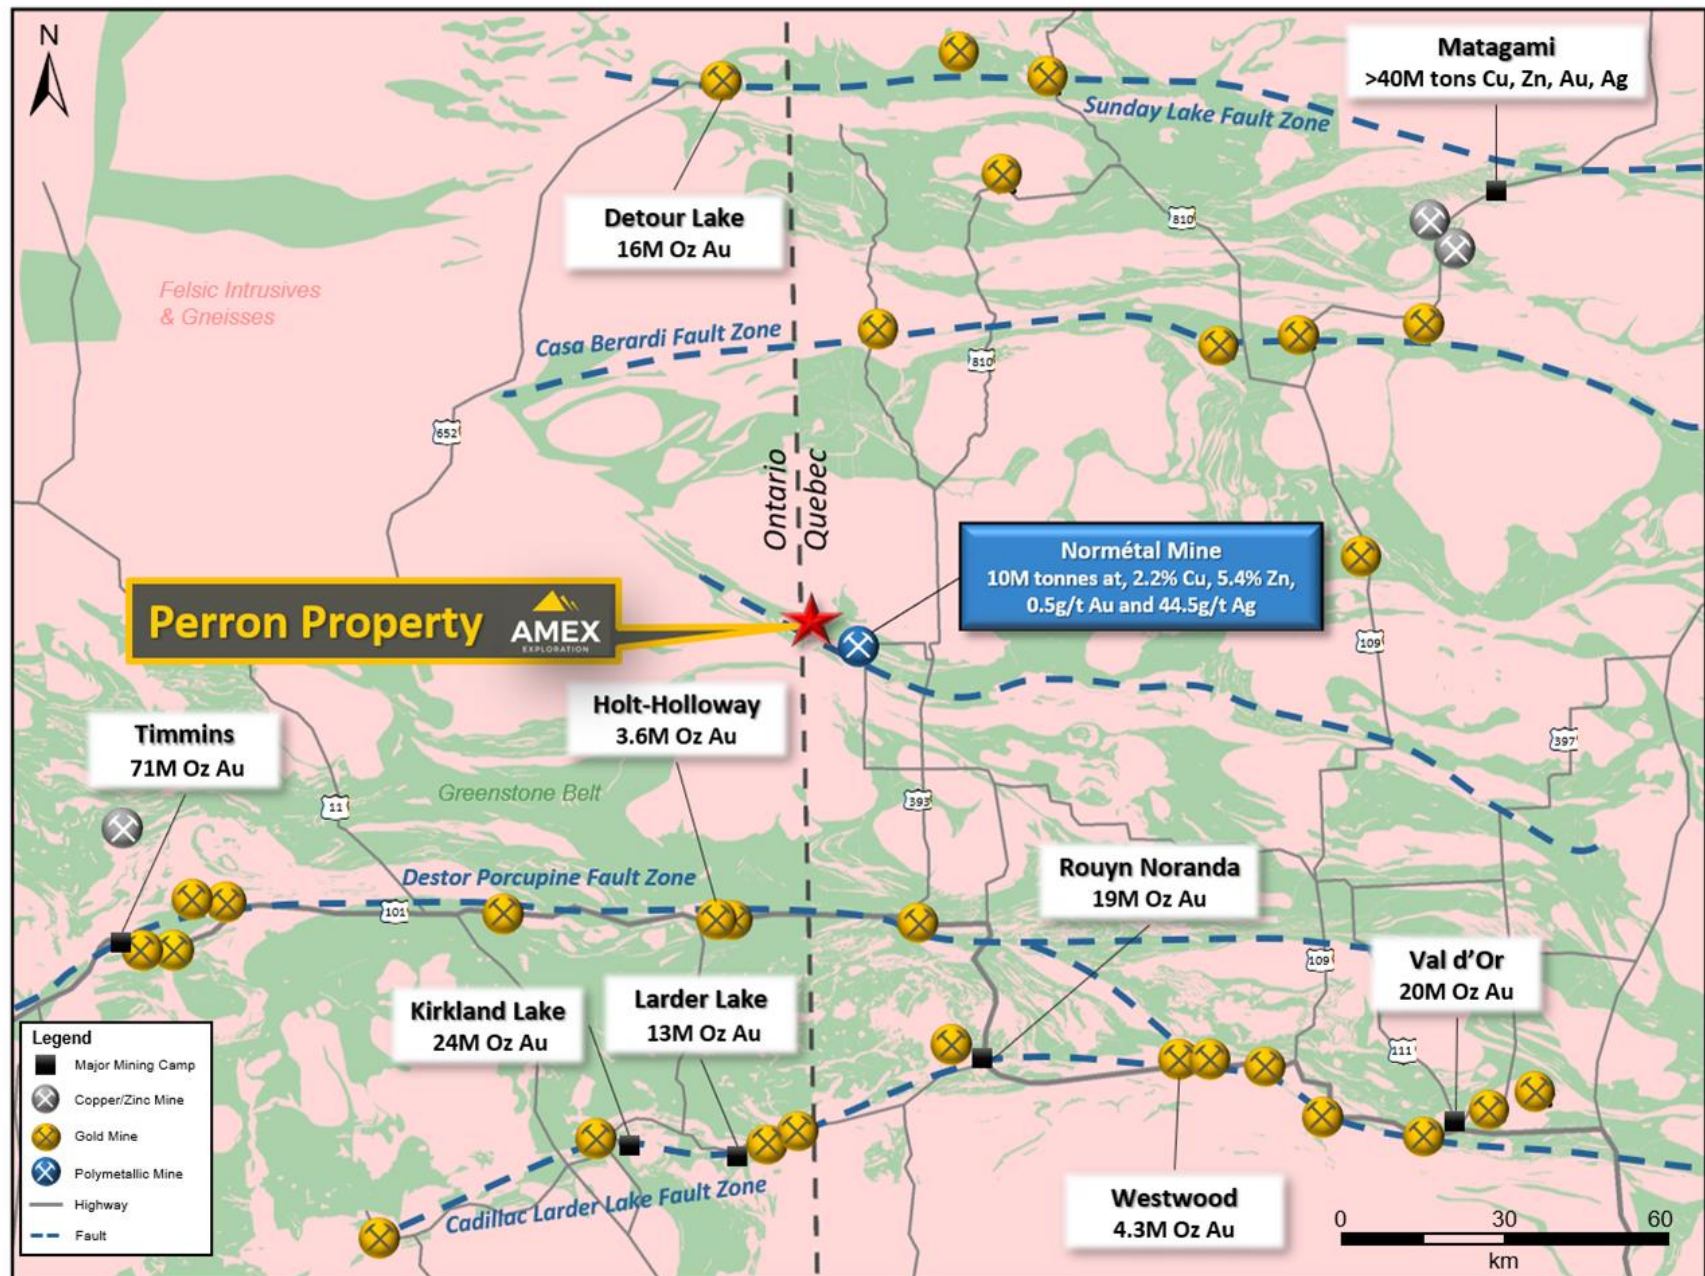 N
Matagami
>40M tons Cu, Zn, Au, Ag
Sunday Lake Fault Zone
Detour Lake
16M Oz Au
810
Felsic Intrusives
& Gneisses
Casa Berardi Fault Zone
810
652
Ontario
Quebec
Normétal Mine
10M tonnes at, 2.2% Cu, 5.4% Zn,
0.5g/t Au and 44.5g/t Ag
Perron Property
AMEX
EXPLORATION
109
Holt-Holloway
3.6M Oz Au
Timmins
71M Oz Au
397
Greenstone Belt
11
393
Destor Porcupine Fault Zone
101
Rouyn Noranda
19M Oz Au
109
Val d’Or
20M Oz Au
Kirkland Lake
24M Oz Au
Larder Lake
13M Oz Au
111
Cadillac Larder Lake Fault Zone
Westwood
4.3M Oz Au
Legend
Major Mining Camp
Copper/Zinc Mine
Gold Mine
Polymetallic Mine
Highway
Fault
0 30 60
km